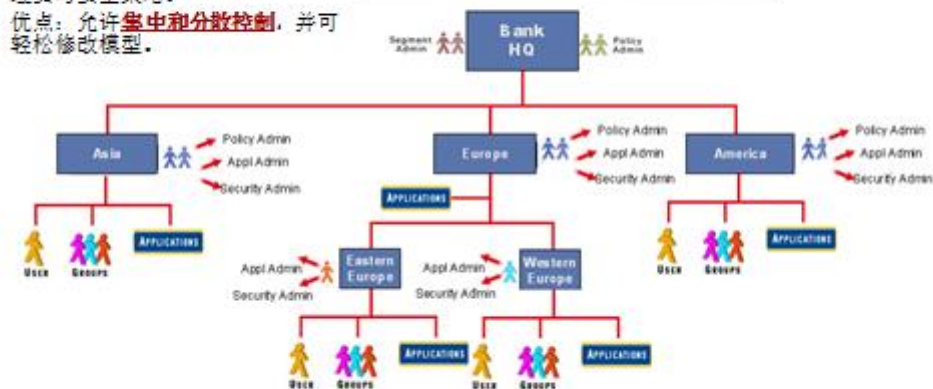 优点：允许集中和分散控制，并可
轻松修改模型。
Segment
Admin
Bank
HQ
Policy
Admin
Asia
Policy Admin
Appl Admin
Security Admin
Europe
Policy Admin
Appl Admin
Security Admin
America
Policy Admin
Appl Admin
Security Admin
APPLICATIONS
USER
GROUPS
APPLICATIONS
Appl Admin
Security Admin
Eastern
Europe
Appl Admin
Security Admin
Western
Europe
USER
GROUPS
APPLICATIONS
USER
GROUPS
APPLICATIONS
USER
GROUPS
APPLICATIONS